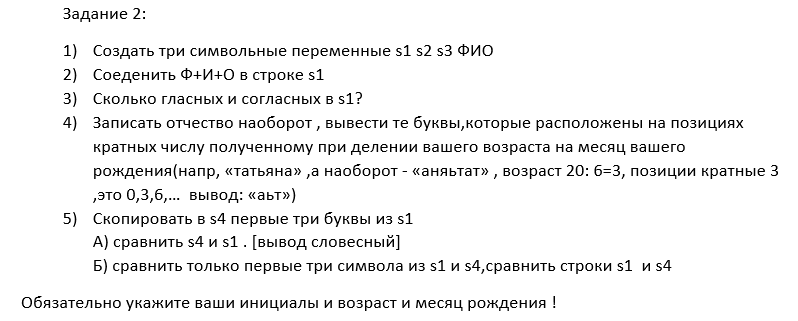 Задание 2:
1) Создать три символьные переменные s1 s2 s3 ФИО
2) Соеденить Ф+И+О в строке s1
3) Сколько гласных и согласных в s1?
4) Записать отчество наоборот , вывести те буквы,которые расположены на позициях
кратных числу полученному при делении вашего возраста на месяц вашего
рождения(напр, «татьяна» ,а наоборот - «аняьтат» , возраст 20: 6=3, позиции кратные 3
,это 0,3,6,... вывод: «аьт»)
5) Скопировать в s4 первые три буквы из s1
А) сравнить s4 и s1 . [вывод словесный]
Б) сравнить только первые три символа из s1 и s4,сравнить строки s1 и s4
Обязательно укажите ваши инициалы и возраст и месяц рождения !